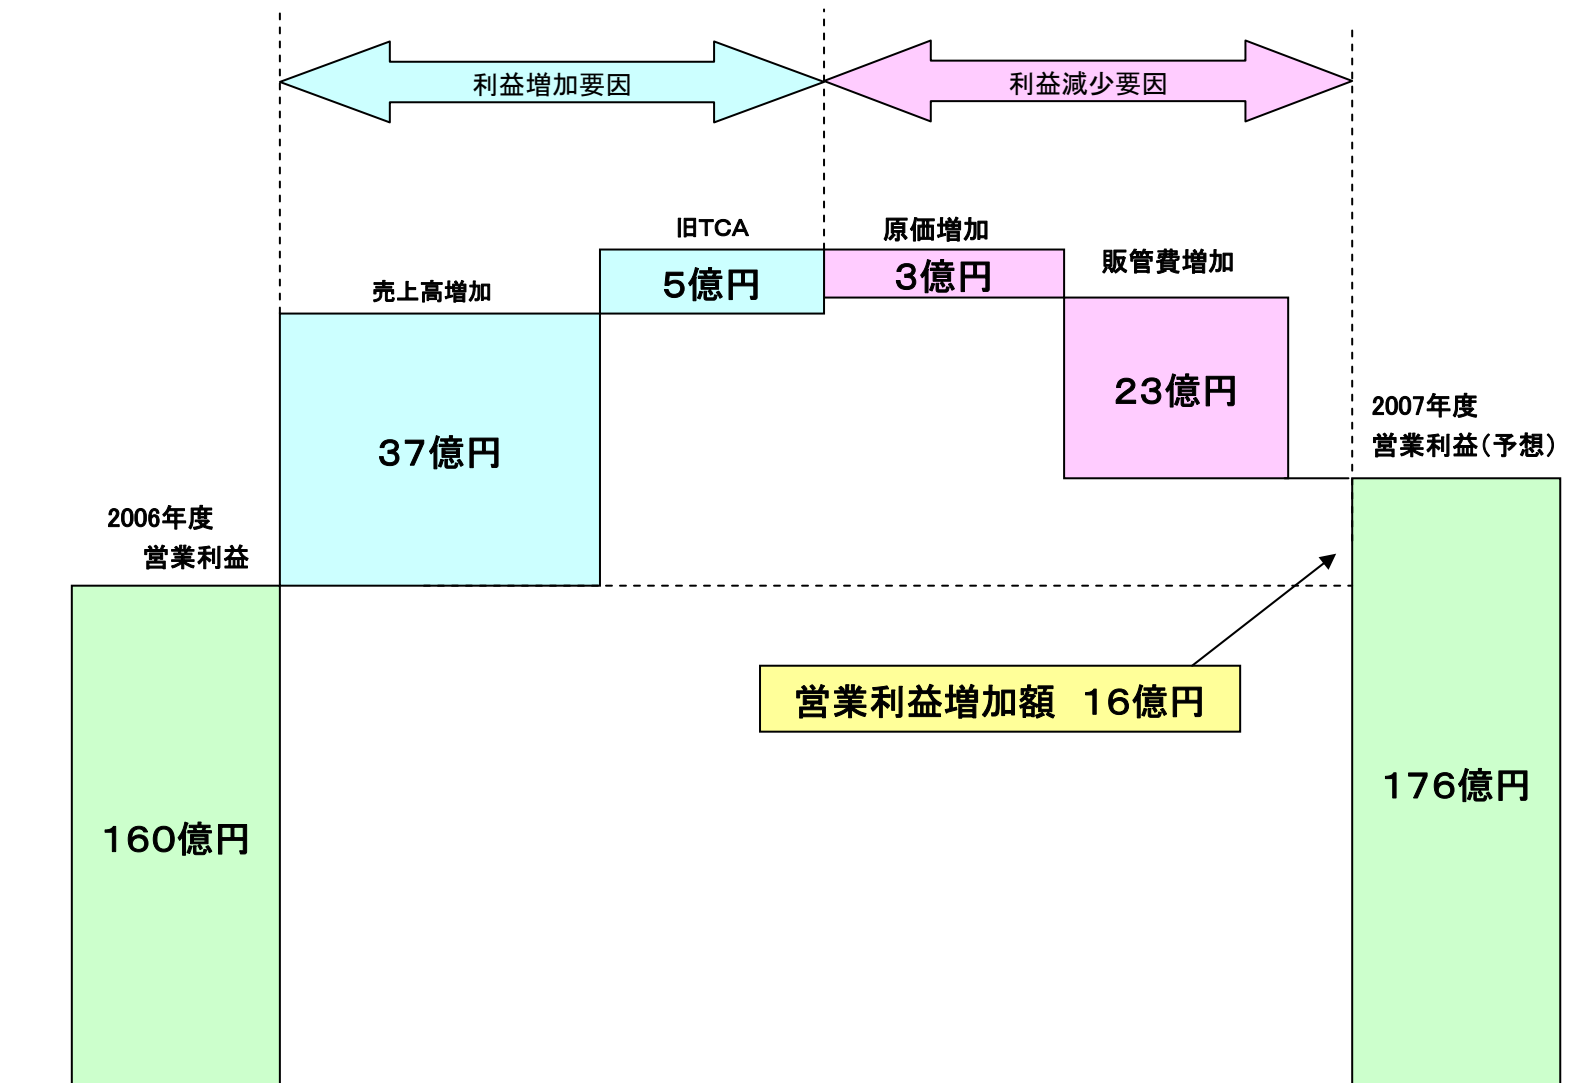 利益増加要因
利益減少要因
旧TCA
原価増加
5億円
3億円
販管費増加
売上高増加
37億円
23億円
2007年度
営業利益(予想)
2006年度
営業利益
営業利益増加額　16億円
160億円
176億円